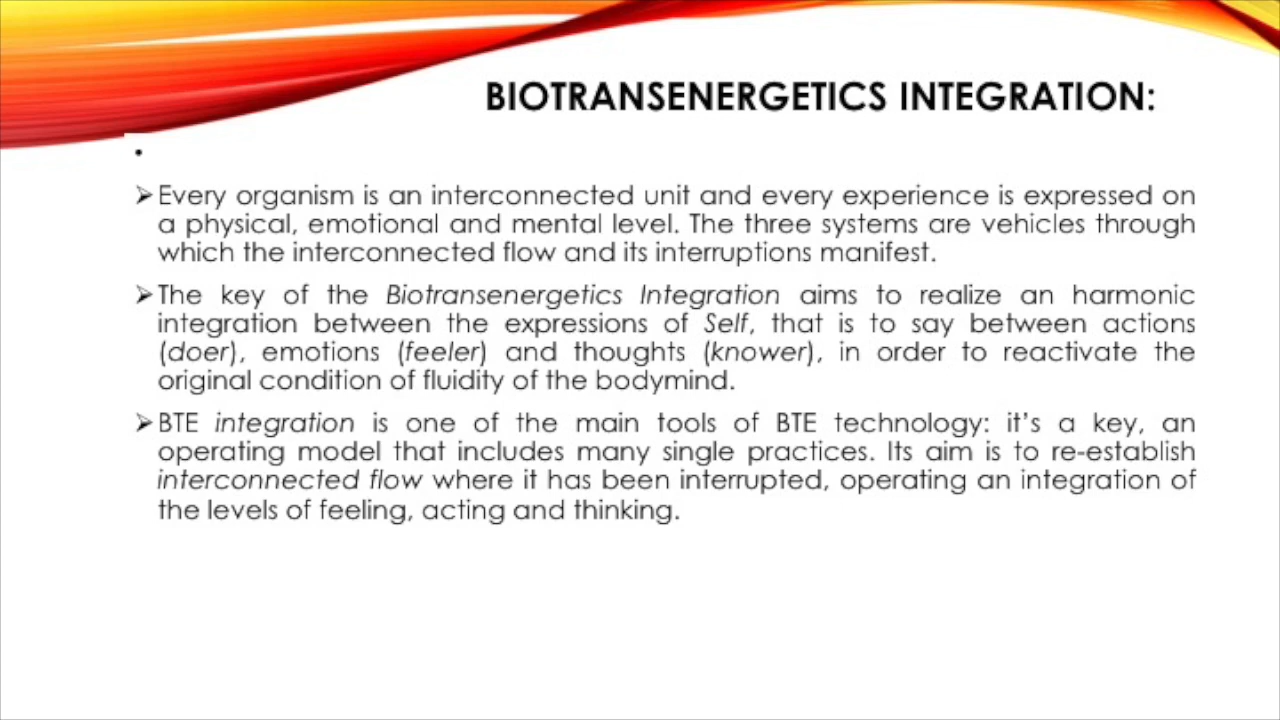 BIOTRANSENERGETICS INTEGRATION:
•
➢Every organism is an interconnected unit and every experience is expressed on
a physical, emotional and mental level. The three systems are vehicles through
which the interconnected flow and its interruptions manifest.
➢The key of the Biotransenergetics Integration aims to realize an harmonic
integration between the expressions of Self, that is to say between actions
(doer), emotions (feeler) and thoughts (knower), in order to reactivate the
original condition of fluidity of the bodymind.
➢BTE integration is one of the main tools of BTE technology: it’s a key, an
operating model that includes many single practices. Its aim is to re-establish
interconnected flow where it has been interrupted, operating an integration of
the levels of feeling, acting and thinking.